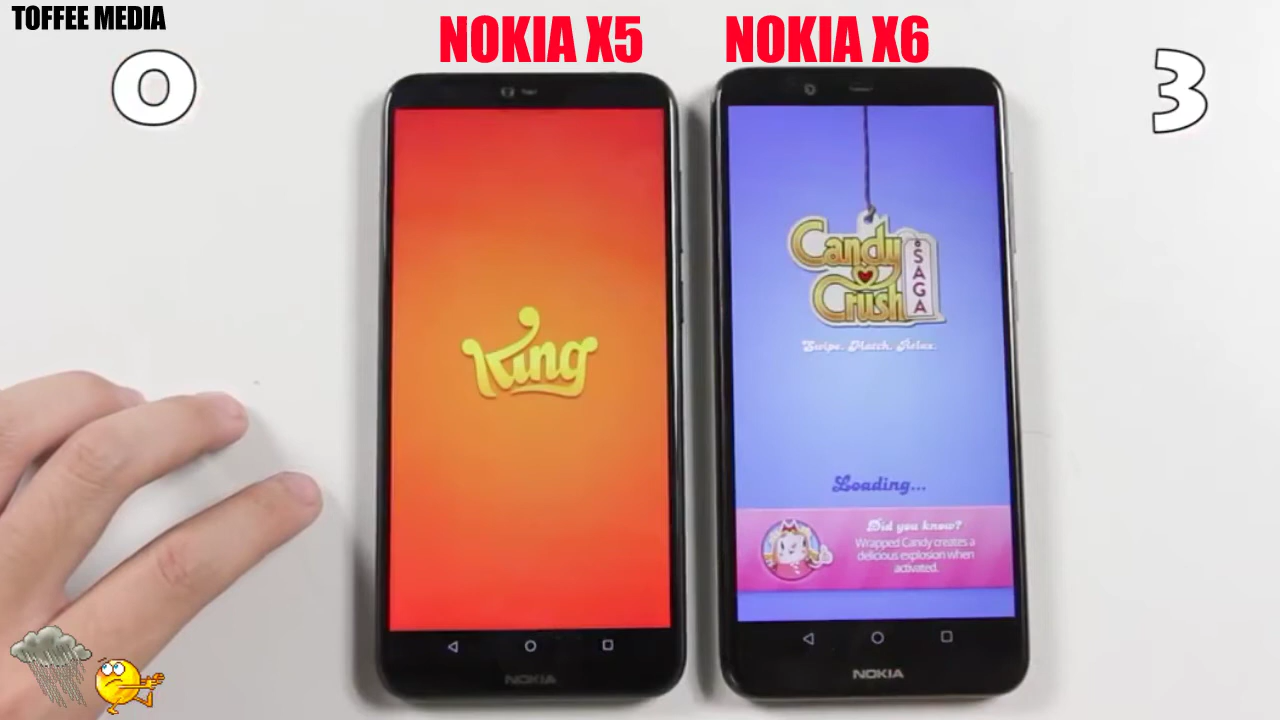 TOFFEE MEDIA
NOKIA X5
NOKIA X6
0
3
King
Candy
Crush
SAGA
Swipe. Match. Relax.
Loading...
Did you know?
Wrapped Candy creates a
delicious explosion when
activated.
NOKIA
NOKIA